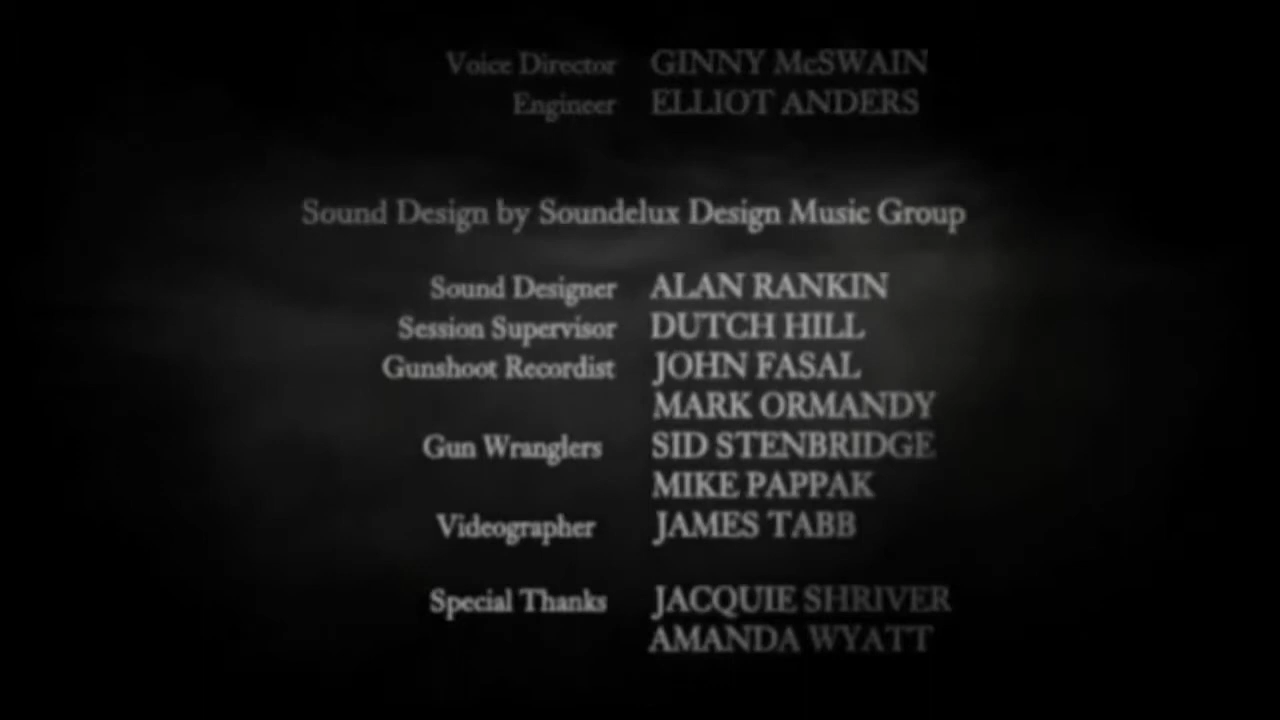 Voice Director GINNY McSWAIN
Engineer ELLIOT ANDERS
Sound Design by Soundelux Design Music Group
Sound Designer ALAN RANKIN
Session Supervisor DUTCH HILL
Gunshoot Recordist JOHN FASAL
MARK ORMANDY
Gun Wranglers SID STENBRIDGE
MIKE PAPPAK
Videographer JAMES TABB
Special Thanks JACQUIE SHRIVER
AMANDA WYATT